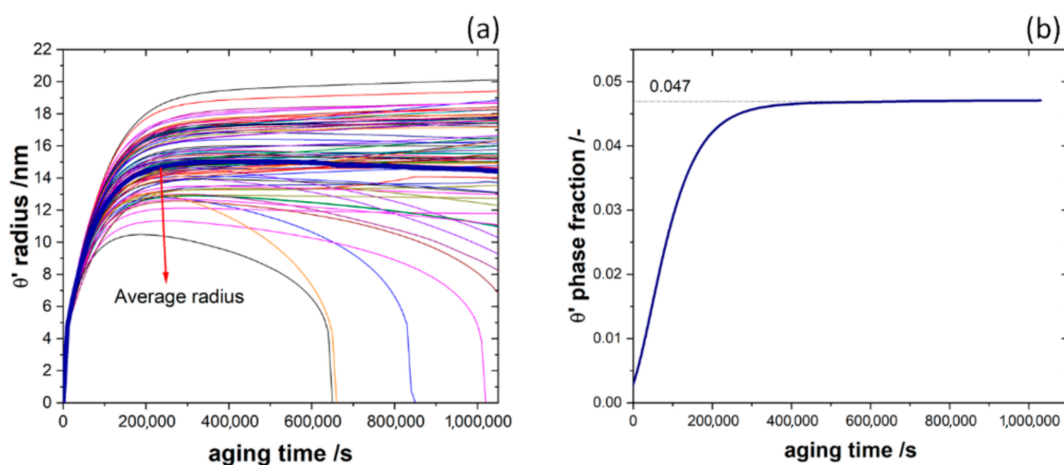 (a)
22
20
18
16
14
12
10
8
6
4
2
0
θ' radius /nm
Average radius
0 200,000 400,000 600,000 800,000 1,000,000
aging time /s
(b)
0.05
0.04
0.03
0.02
0.01
0.00
θ' phase fraction /-
0.047
0 200,000 400,000 600,000 800,000 1,000,000
aging time /s